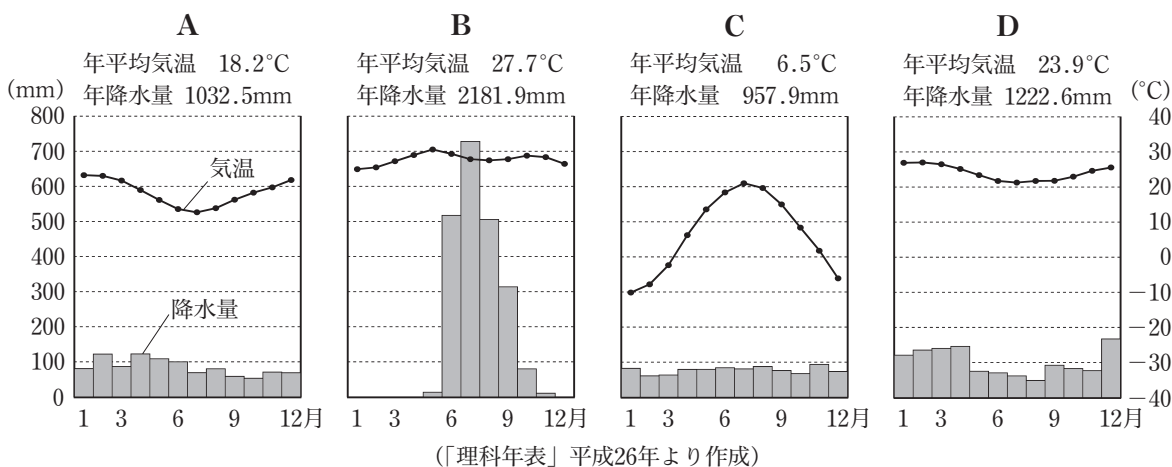 A B C D
年平均気温 18.2℃ 年平均気温 27.7℃ 年平均気温 6.5℃ 年平均気温 23.9℃
(mm) 年降水量 1032.5mm 年降水量 2181.9mm 年降水量 957.9mm 年降水量 1222.6mm (℃)
800 40
700 30
気温
600 20
500 10
400 0
300 -10
降水量
200 -20
100 -30
0 -40
1 3 6 9 12月 1 3 6 9 12月 1 3 6 9 12月 1 3 6 9 12月
(「理科年表」平成26年より作成)